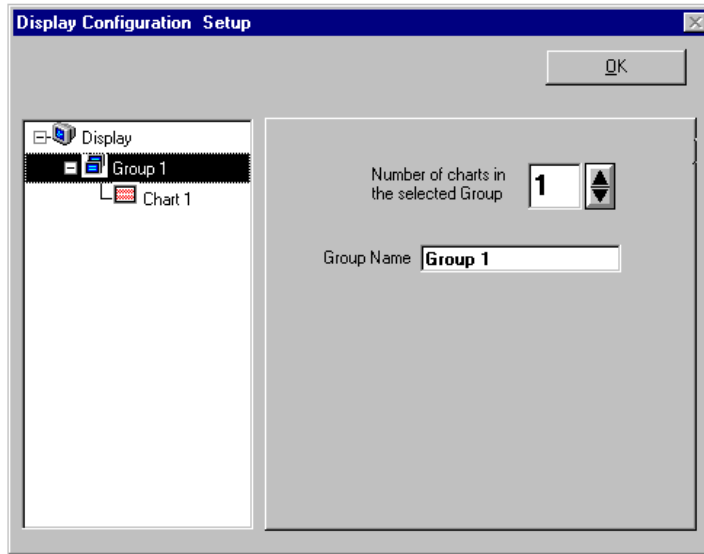 Display Configuration Setup
OK
Display
Group 1
Chart 1
Number of charts in
the selected Group
1
Group Name
Group 1